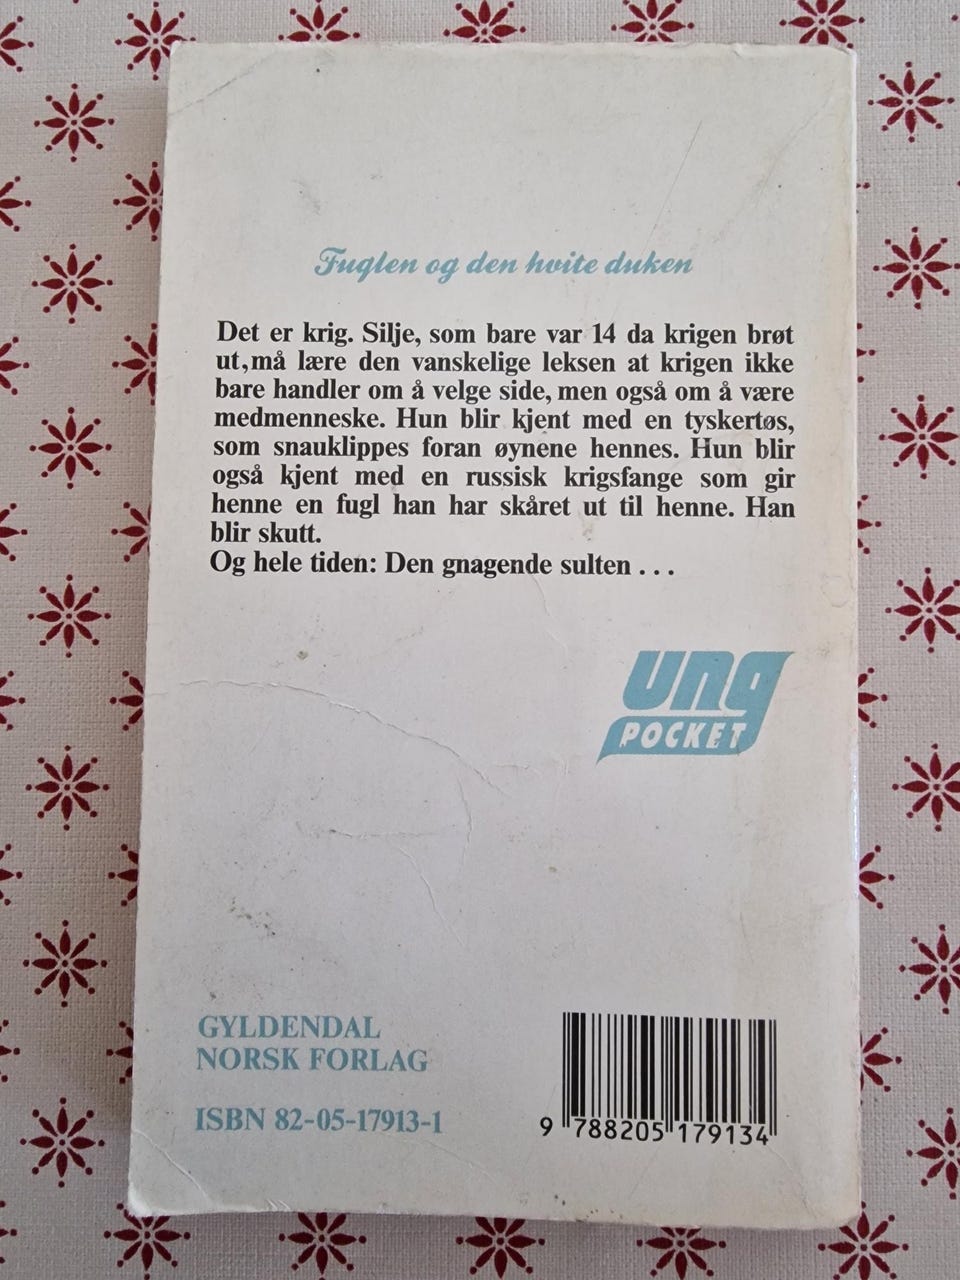 Fuglen og den hvite duken
Det er krig. Silje, som bare var 14 da krigen brøt
ut, må lære den vanskelige leksen at krigen ikke
bare handler om å velge side, men også om å være
medmenneske. Hun blir kjent med en tyskertøs,
som snauklippes foran øynene hennes. Hun blir
også kjent med en russisk krigsfange som gir
henne en fugl han har skåret ut til henne. Han
blir skutt.
Og hele tiden: Den gnagende sulten . . .
ung
POCKET
GYLDENDAL
NORSK FORLAG
ISBN 82-05-17913-1
9 788205 179134